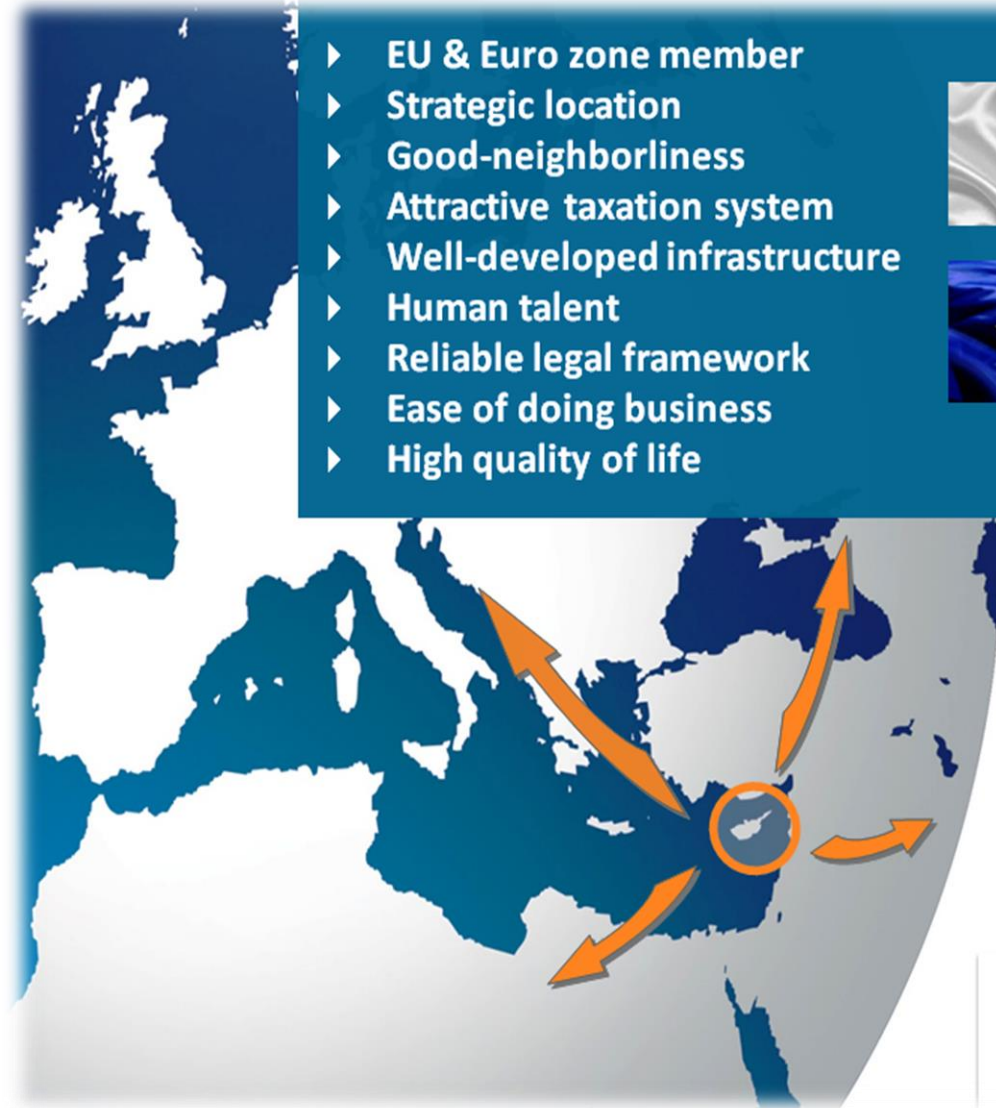 EU & Euro zone member
Strategic location
Good-neighborliness
Attractive taxation system
Well-developed infrastructure
Human talent
Reliable legal framework
Ease of doing business
High quality of life